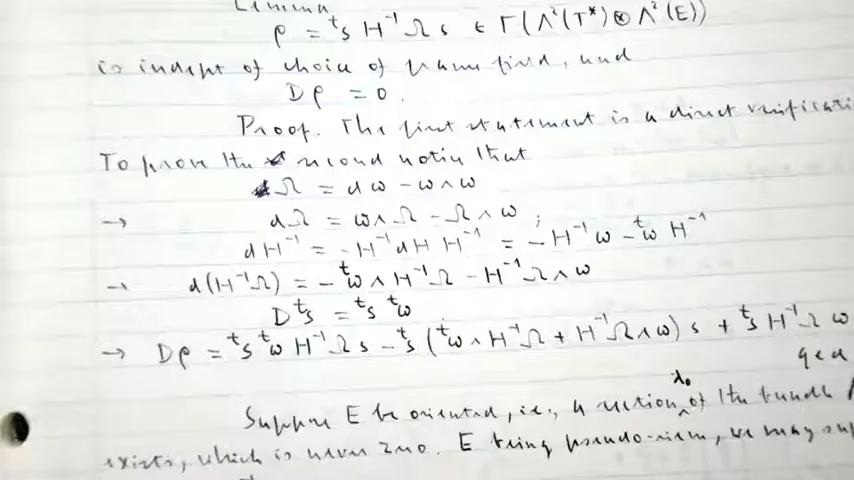 Lemma
ρ = ᵗs H⁻¹ Ω s ∈ Γ(Λ²(T*) ⊗ Λ²(E))
is indept of choice of frame field, and
Dρ = 0.
Proof. The first statement is a direct verificati
To prove the second notice that
Ω = dω − ω∧ω
→ dΩ = ω∧Ω − Ω∧ω ;
dH⁻¹ = −H⁻¹ dH H⁻¹ = −H⁻¹ω − ᵗω H⁻¹
→ d(H⁻¹Ω) = −ᵗω∧H⁻¹Ω − H⁻¹Ω∧ω
Dᵗs = ᵗs ᵗω
→ Dρ = ᵗs ᵗω H⁻¹ Ω s − ᵗs (ᵗω∧H⁻¹Ω + H⁻¹Ω∧ω) s + ᵗs H⁻¹ Ω ω
qed
Suppose E be oriented, i.e., a section λ₀ of the bundle
exists, which is never zero. E being pseudo-riem, we may sup